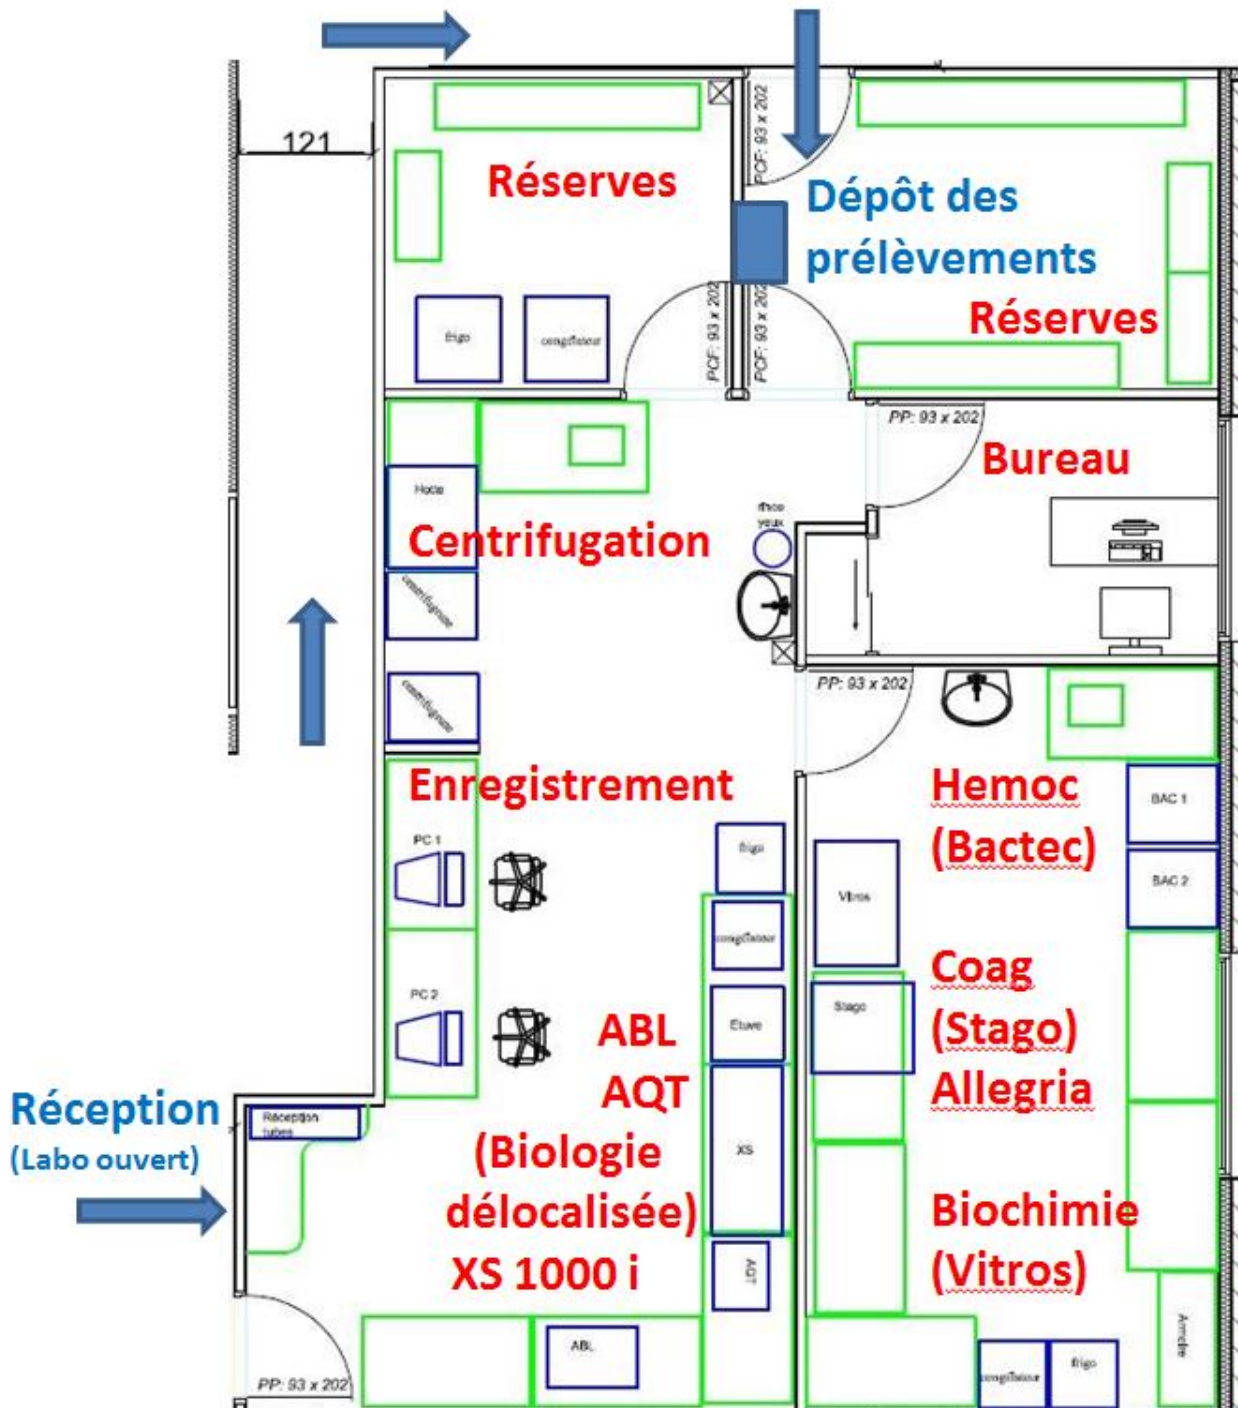 121
PCF: 93 x 202
PCF: 93 x 202
PCF: 93 x 202
Réserves
Dépôt des
prélèvements
Réserves
frigo
congélateur
PP: 93 x 202
Bureau
Hotte
rince
yeux
Centrifugation
centrifugeuse
centrifugeuse
PP: 93 x 202
Enregistrement
PC 1
PC 2
frigo
congélateur
Etuve
XS
AQT
ABL
Hemoc
(Bactec)
BAC 1
BAC 2
Vitros
Stago
Coag
(Stago)
Allegria
ABL
AQT
(Biologie
délocalisée)
XS 1000 i
Réception
(Labo ouvert)
Réception
tubes
Biochimie
(Vitros)
Armoire
congélateur
frigo
PP: 93 x 202